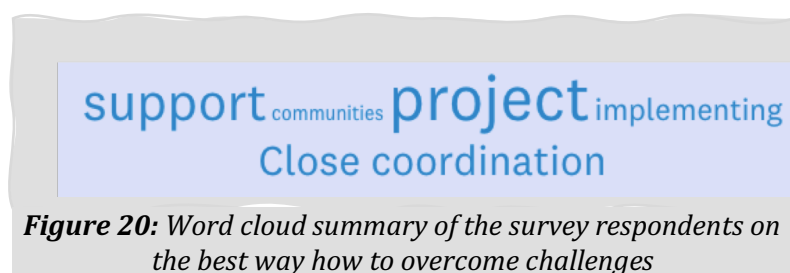 support communities project implementing
Close coordination
Figure 20: Word cloud summary of the survey respondents on
the best way how to overcome challenges